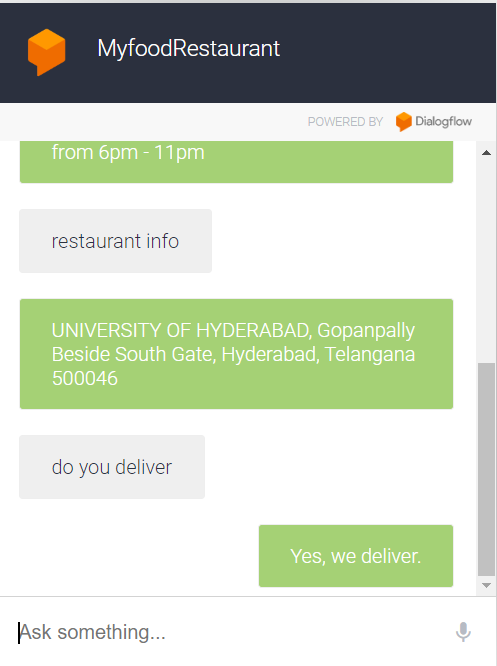 MyfoodRestaurant
POWERED BY Dialogflow
from 6pm - 11pm
restaurant info
UNIVERSITY OF HYDERABAD, Gopanpally
Beside South Gate, Hyderabad, Telangana
500046
do you deliver
Yes, we deliver.
Ask something...